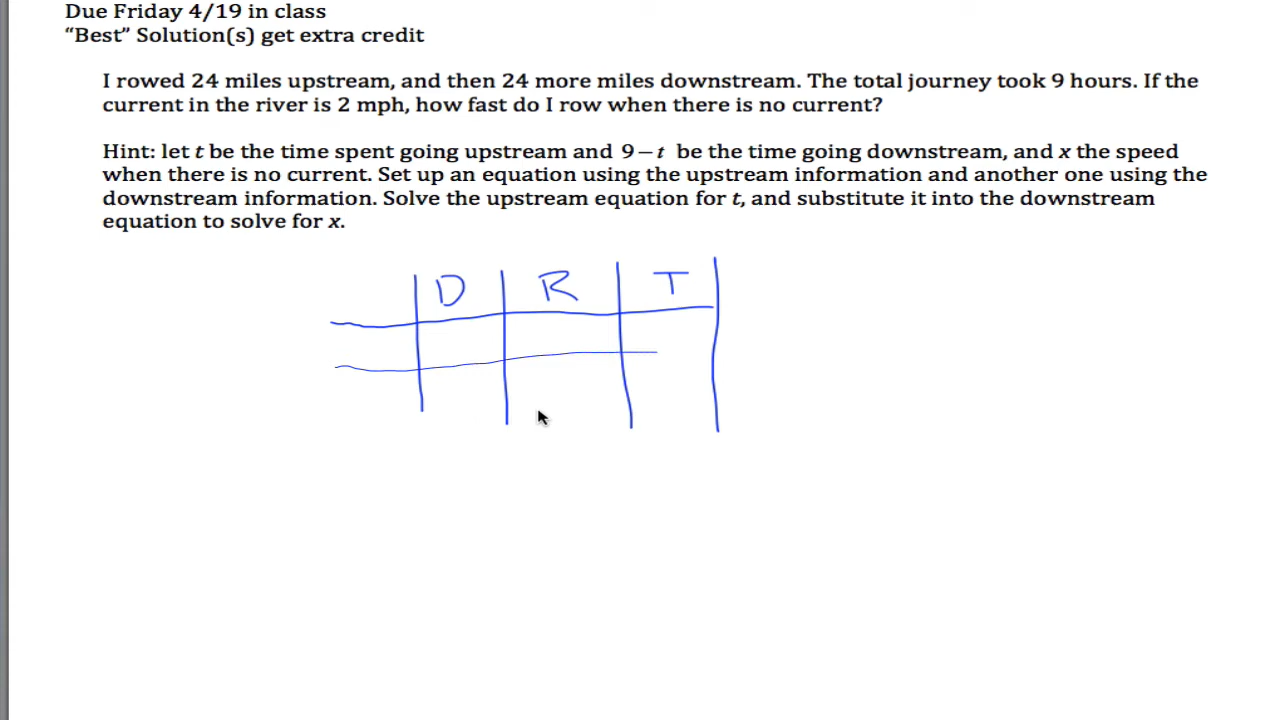 Due Friday 4/19 in class
“Best” Solution(s) get extra credit
I rowed 24 miles upstream, and then 24 more miles downstream. The total journey took 9 hours. If the
current in the river is 2 mph, how fast do I row when there is no current?
Hint: let t be the time spent going upstream and 9 – t be the time going downstream, and x the speed
when there is no current. Set up an equation using the upstream information and another one using the
downstream information. Solve the upstream equation for t, and substitute it into the downstream
equation to solve for x.
D R T